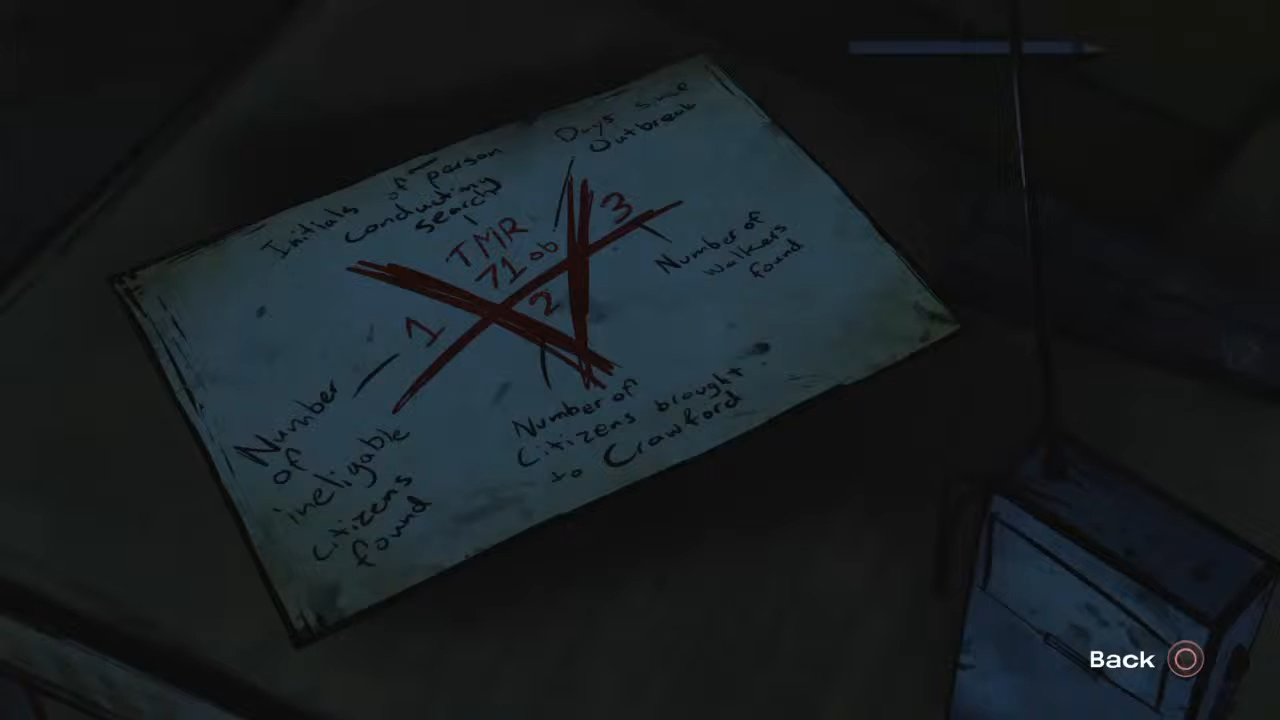 Initials of person
conducting
search
Days since
Outbreak
TMR
71 ob
3
1
2
Number of
walkers
found
Number
of
ineligable
citizens
found
Number of
Citizens brought
to Crawford
Back